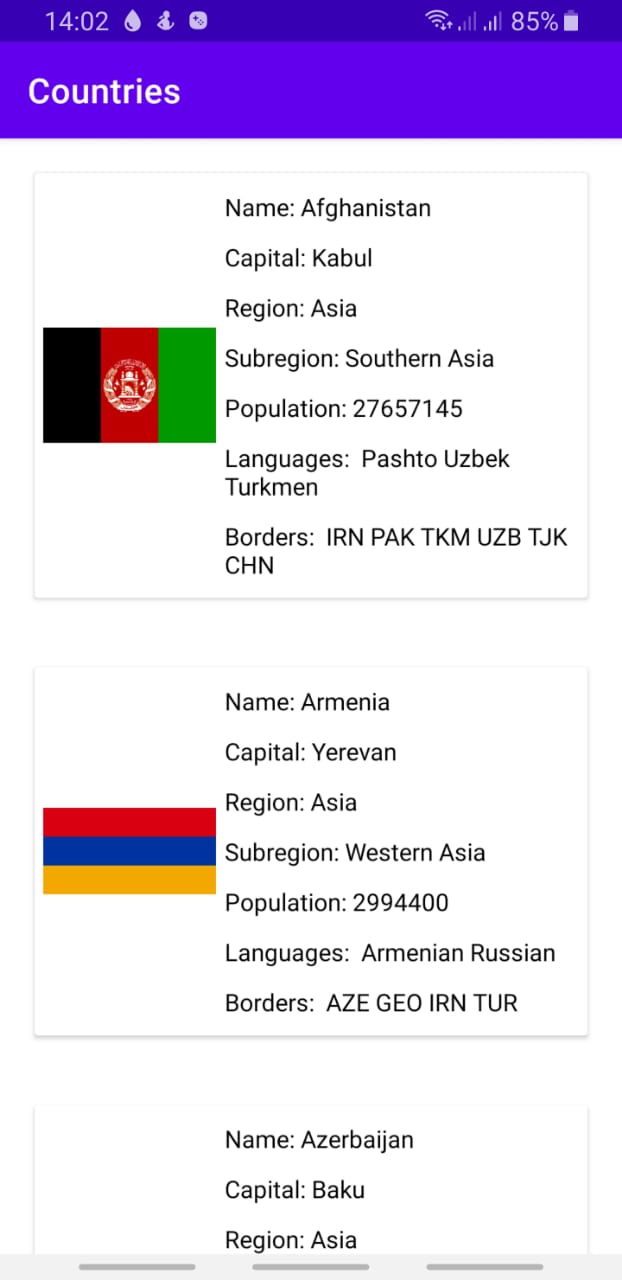 14:02 85%
Countries
Name: Afghanistan
Capital: Kabul
Region: Asia
Subregion: Southern Asia
Population: 27657145
Languages:  Pashto Uzbek
Turkmen
Borders:  IRN PAK TKM UZB TJK
CHN
Name: Armenia
Capital: Yerevan
Region: Asia
Subregion: Western Asia
Population: 2994400
Languages:  Armenian Russian
Borders:  AZE GEO IRN TUR
Name: Azerbaijan
Capital: Baku
Region: Asia